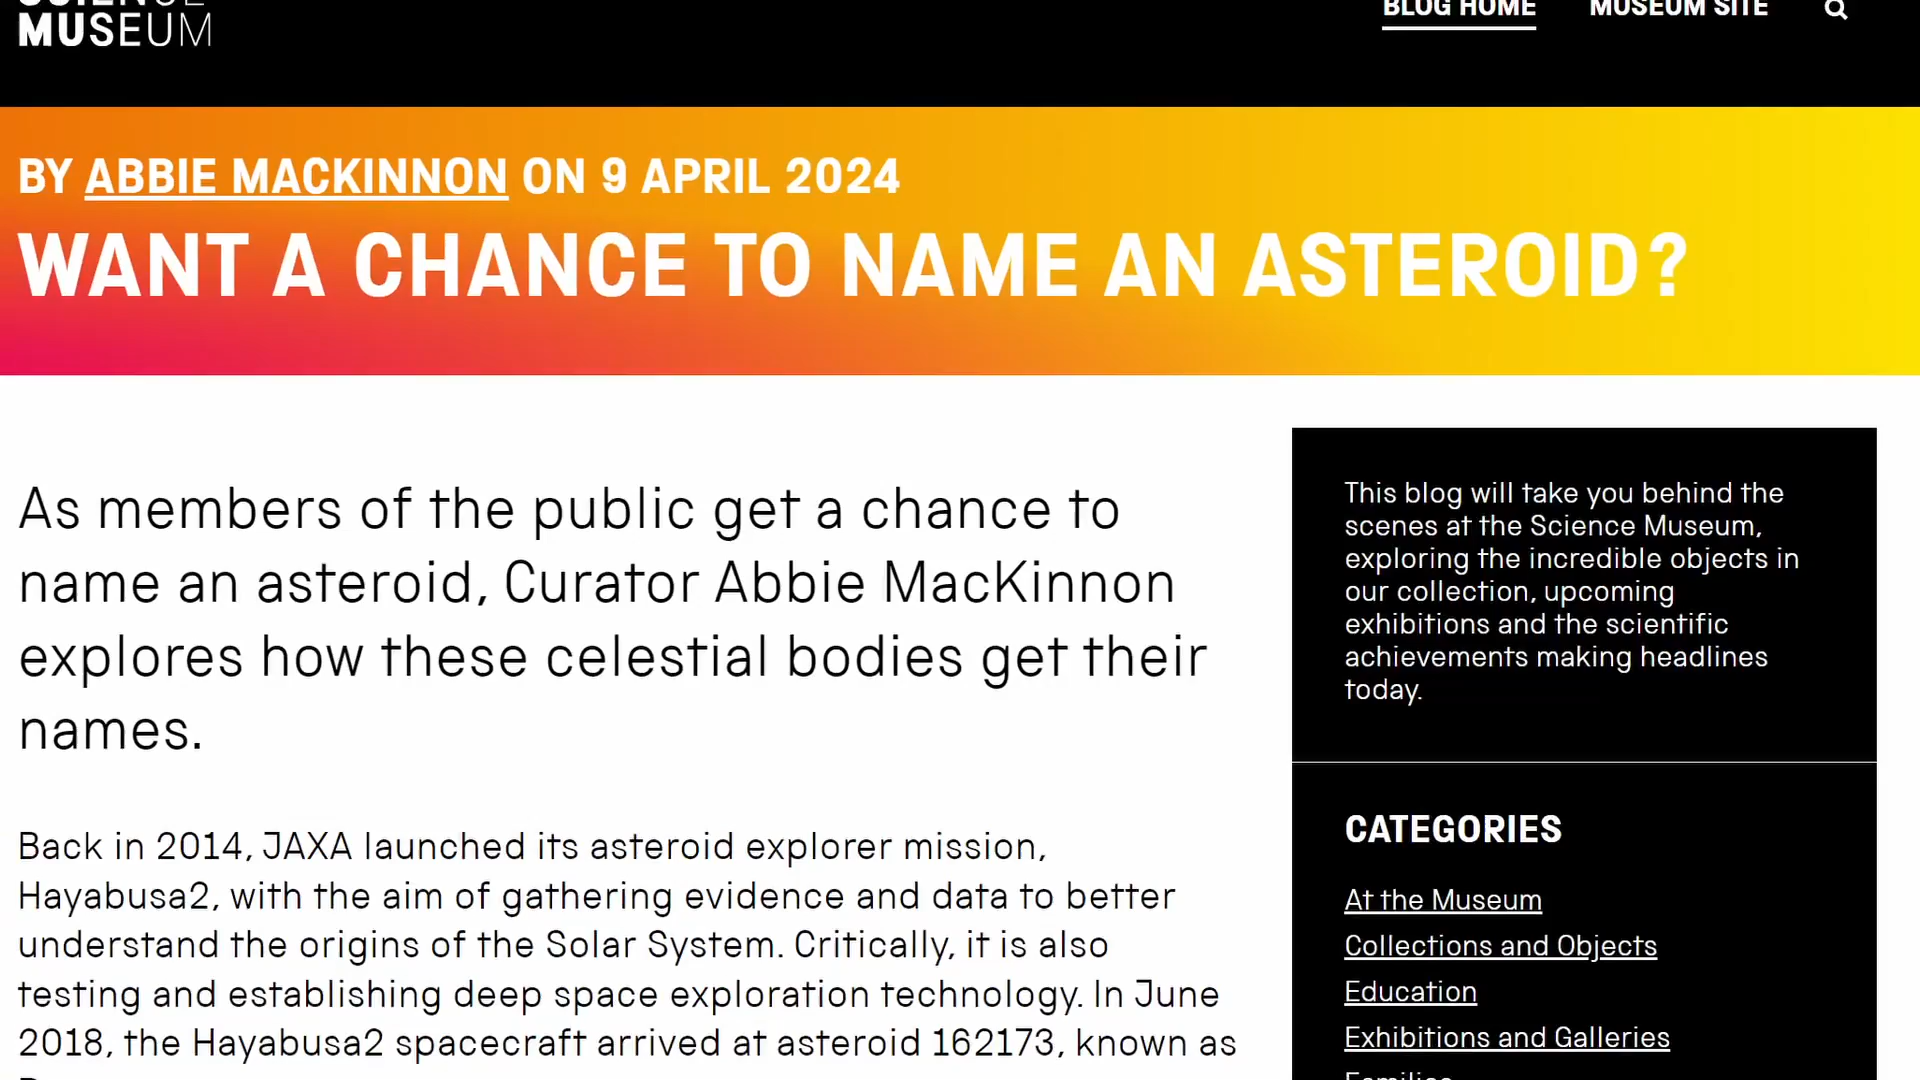 SCIENCE
MUSEUM
BLOG HOME
MUSEUM SITE
BY ABBIE MACKINNON ON 9 APRIL 2024
WANT A CHANCE TO NAME AN ASTEROID?
As members of the public get a chance to
name an asteroid, Curator Abbie MacKinnon
explores how these celestial bodies get their
names.
Back in 2014, JAXA launched its asteroid explorer mission,
Hayabusa2, with the aim of gathering evidence and data to better
understand the origins of the Solar System. Critically, it is also
testing and establishing deep space exploration technology. In June
2018, the Hayabusa2 spacecraft arrived at asteroid 162173, known as
This blog will take you behind the
scenes at the Science Museum,
exploring the incredible objects in
our collection, upcoming
exhibitions and the scientific
achievements making headlines
today.
CATEGORIES
At the Museum
Collections and Objects
Education
Exhibitions and Galleries
Families